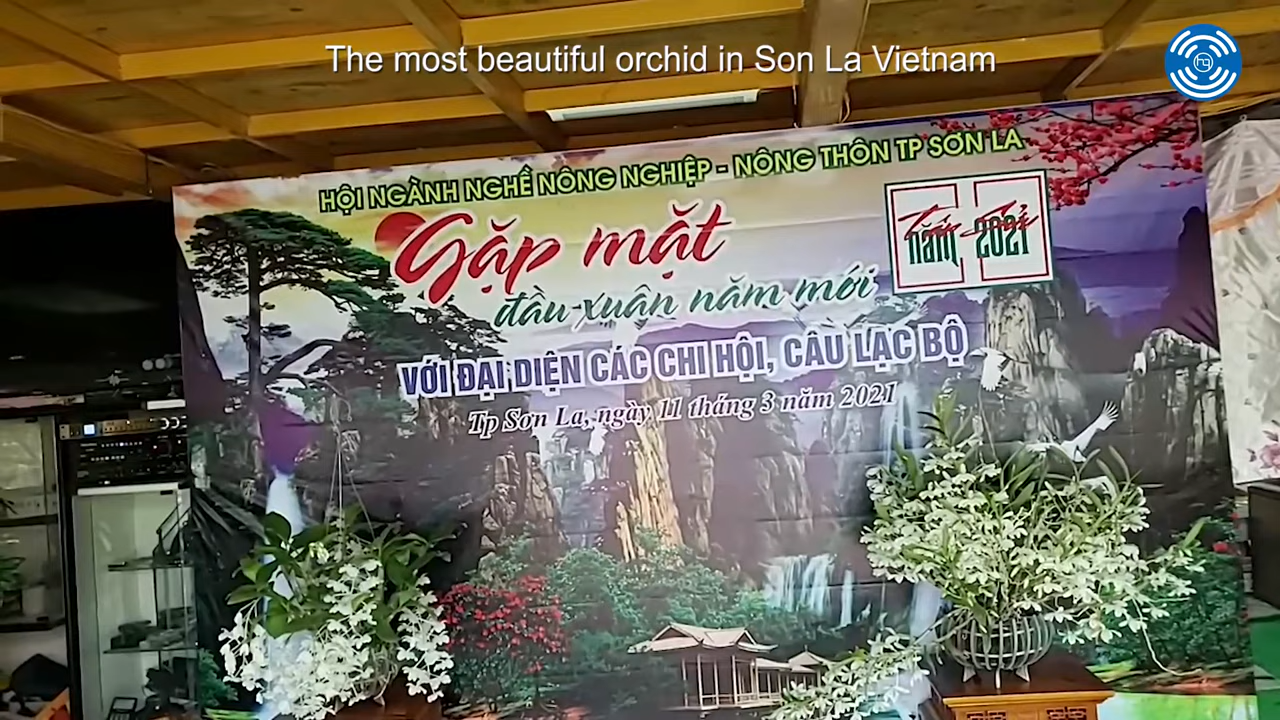 The most beautiful orchid in Son La Vietnam
HỘI NGÀNH NGHỀ NÔNG NGHIỆP - NÔNG THÔN TP SƠN LA
Gặp mặt
đầu xuân năm mới
năm 2021
VỚI ĐẠI DIỆN CÁC CHI HỘI, CÂU LẠC BỘ
Tp Sơn La, ngày 11 tháng 3 năm 2021